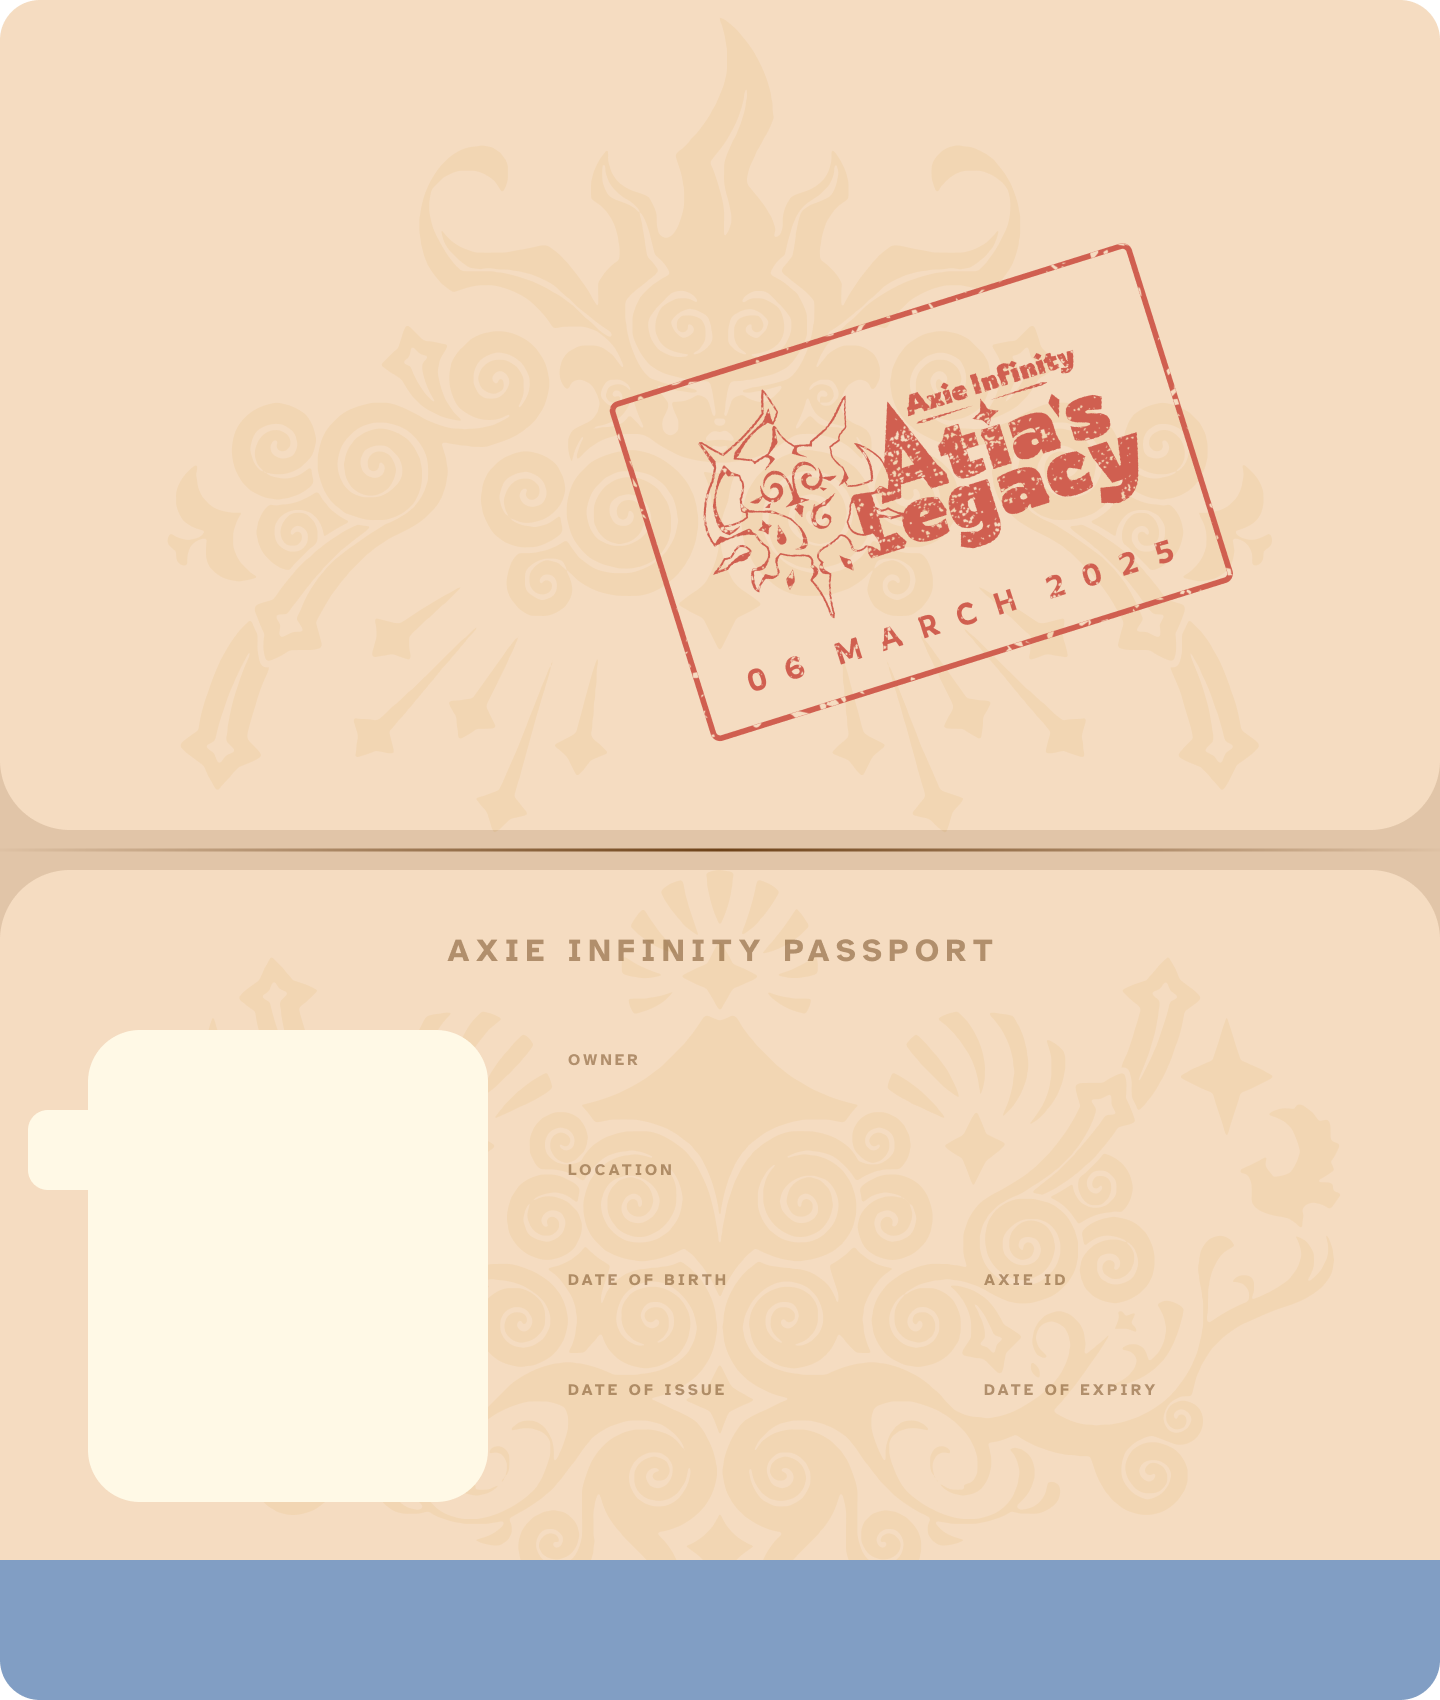 Axie Infinity
Atia's
Legacy
06 MARCH 2025
AXIE INFINITY PASSPORT
OWNER
LOCATION
DATE OF BIRTH
AXIE ID
DATE OF ISSUE
DATE OF EXPIRY